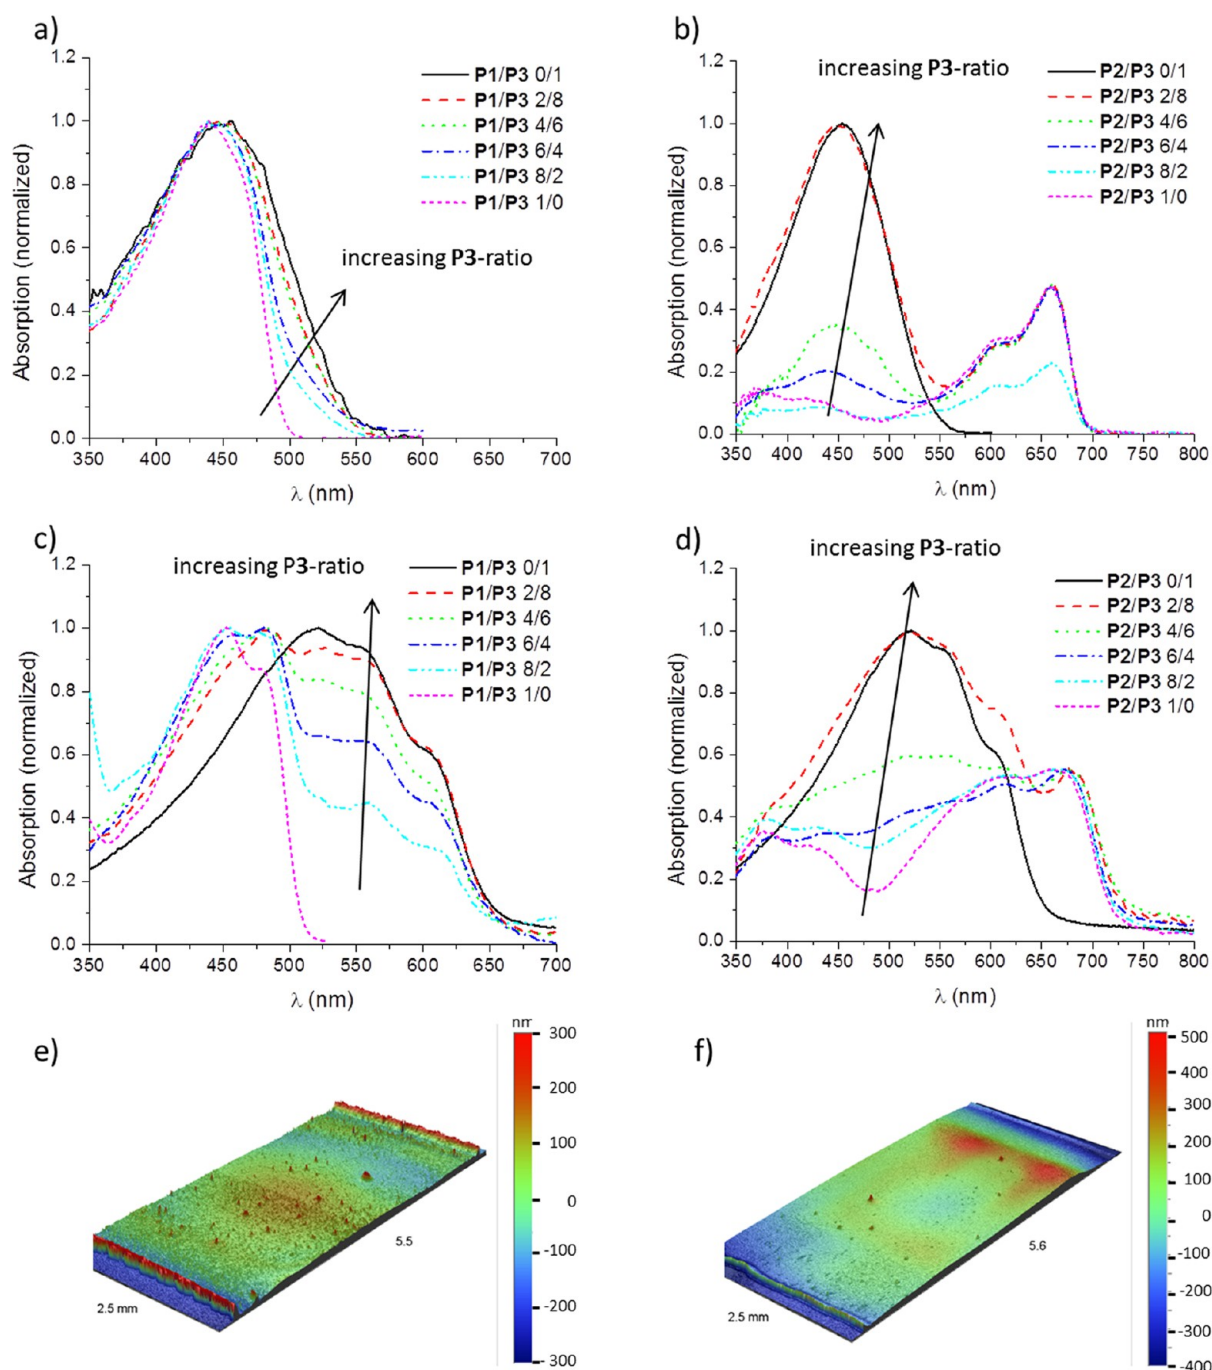 a)
Absorption (normalized)
1.2
1.0
0.8
0.6
0.4
0.2
0.0
350 400 450 500 550 600 650 700
λ (nm)
P1/P3 0/1
P1/P3 2/8
P1/P3 4/6
P1/P3 6/4
P1/P3 8/2
P1/P3 1/0
increasing P3-ratio
b)
Absorption (normalized)
1.2
1.0
0.8
0.6
0.4
0.2
0.0
350 400 450 500 550 600 650 700 750 800
λ (nm)
increasing P3-ratio
P2/P3 0/1
P2/P3 2/8
P2/P3 4/6
P2/P3 6/4
P2/P3 8/2
P2/P3 1/0
c)
Absorption (normalized)
1.2
1.0
0.8
0.6
0.4
0.2
0.0
350 400 450 500 550 600 650 700
λ (nm)
increasing P3-ratio
P1/P3 0/1
P1/P3 2/8
P1/P3 4/6
P1/P3 6/4
P1/P3 8/2
P1/P3 1/0
d)
Absorption (normalized)
1.2
1.0
0.8
0.6
0.4
0.2
0.0
350 400 450 500 550 600 650 700 750 800
λ (nm)
increasing P3-ratio
P2/P3 0/1
P2/P3 2/8
P2/P3 4/6
P2/P3 6/4
P2/P3 8/2
P2/P3 1/0
e)
2.5 mm
5.5
nm
300
200
100
0
-100
-200
-300
f)
2.5 mm
5.6
nm
500
400
300
200
100
0
-100
-200
-300
-400